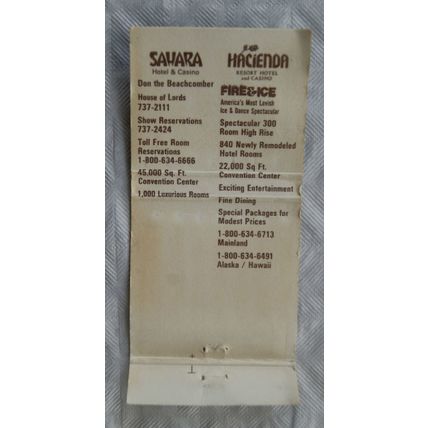 SAHARA
Hotel & Casino
Don the Beachcomber
House of Lords
737-2111
Show Reservations
737-2424
Toll Free Room
Reservations
1-800-634-6666
45,000 Sq. Ft.
Convention Center
1,000 Luxurious Rooms
HACIENDA
RESORT HOTEL
and CASINO
FIRE & ICE
America's Most Lavish
Ice & Dance Spectacular
Spectacular 300
Room High Rise
840 Newly Remodeled
Hotel Rooms
22,000 Sq. Ft.
Convention Center
Exciting Entertainment
Fine Dining
Special Packages for
Modest Prices
1-800-634-6713
Mainland
1-800-634-6491
Alaska / Hawaii